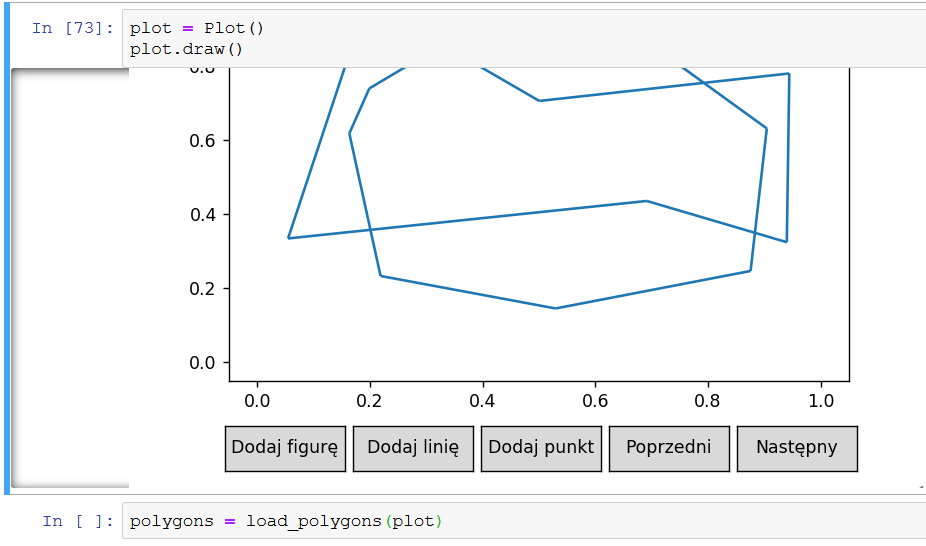 In [73]: plot = Plot()
plot.draw()
0.8
0.6
0.4
0.2
0.0
0.0 0.2 0.4 0.6 0.8 1.0
Dodaj figurę Dodaj linię Dodaj punkt Poprzedni Następny
In [ ]: polygons = load_polygons(plot)